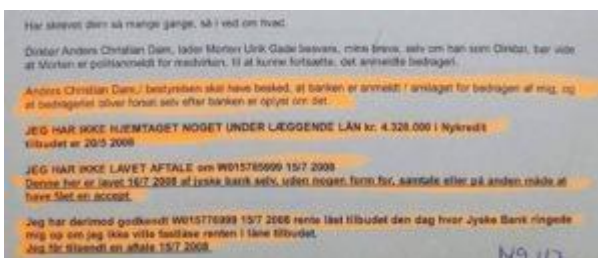 Har skrevet dem så mange gange, så I ved om hvad.
Anders Christian Dam, lader Morten Ulrik Gade besvare, mine breve, selv om han som Direktør, bør vide
at Morten er politianmeldt for medvirken, til at kunne fortsætte, det anmeldte bedrageri.
Anders Christian Dam / bestyrelsen skal have besked, at banken er anmeldt for bedrageri af mig, og
at bedrageriet bliver forsat selv efter banken er oplyst om det.
JEG HAR IKKE HJEMTAGET NOGET UNDER LÆGGENDE LÅN kr. 4.328.000 i Nykredit
tilbudet er 20/5 2008
JEG HAR IKKE LAVET AFTALE om W015785699 15/7 2008
Denne her er lavet 16/7 2008 af jyske bank selv, uden nogen form for, samtale eller på anden måde at
have fået en accept
Jeg har derimod godkendt W015776999 15/7 2008 rente låst tilbudet den dag hvor Jyske Bank ringede
mig op om jeg ikke ville fastlåse renten i låne tilbudet.
Jeg får tilsendt en aftale 15/7 2008